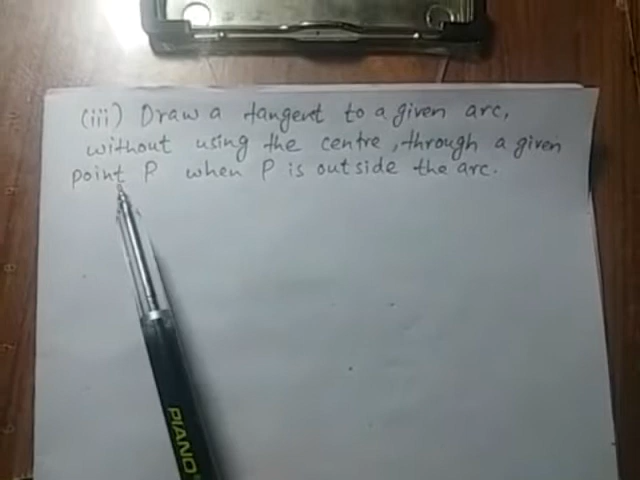 (iii) Draw a tangent to a given arc,
without using the centre, through a given
point P when P is outside the arc.
PIANO